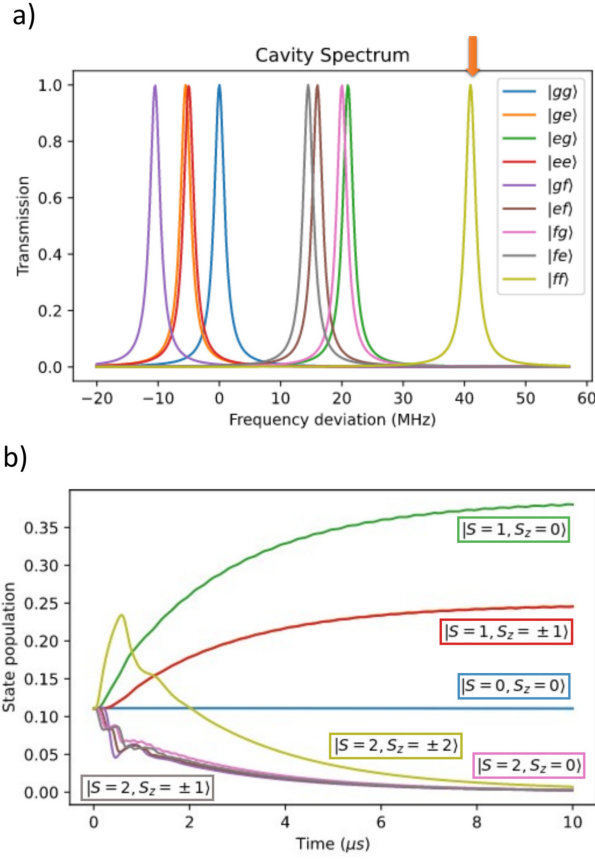 a)
Cavity Spectrum
1.0
0.8
0.6
0.4
0.2
0.0
Transmission
|gg⟩
|ge⟩
|eg⟩
|ee⟩
|gf⟩
|ef⟩
|fg⟩
|fe⟩
|ff⟩
−20 −10 0 10 20 30 40 50 60
Frequency deviation (MHz)
b)
0.35
0.30
0.25
0.20
0.15
0.10
0.05
0.00
State population
|S = 1, S_z = 0⟩
|S = 1, S_z = ±1⟩
|S = 0, S_z = 0⟩
|S = 2, S_z = ±2⟩
|S = 2, S_z = 0⟩
|S = 2, S_z = ±1⟩
0 2 4 6 8 10
Time (μs)